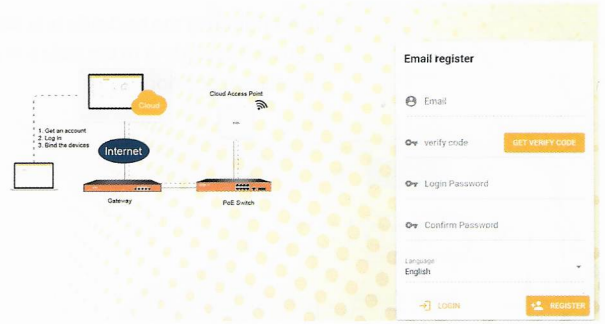 Email register
Cloud Access Point
Cloud
Email
1. Get an account
2. Log in
3. Bind the devices
verify code
GET VERIFY CODE
Internet
Login Password
Gateway
PoE Switch
Confirm Password
Language
English
LOGIN
REGISTER